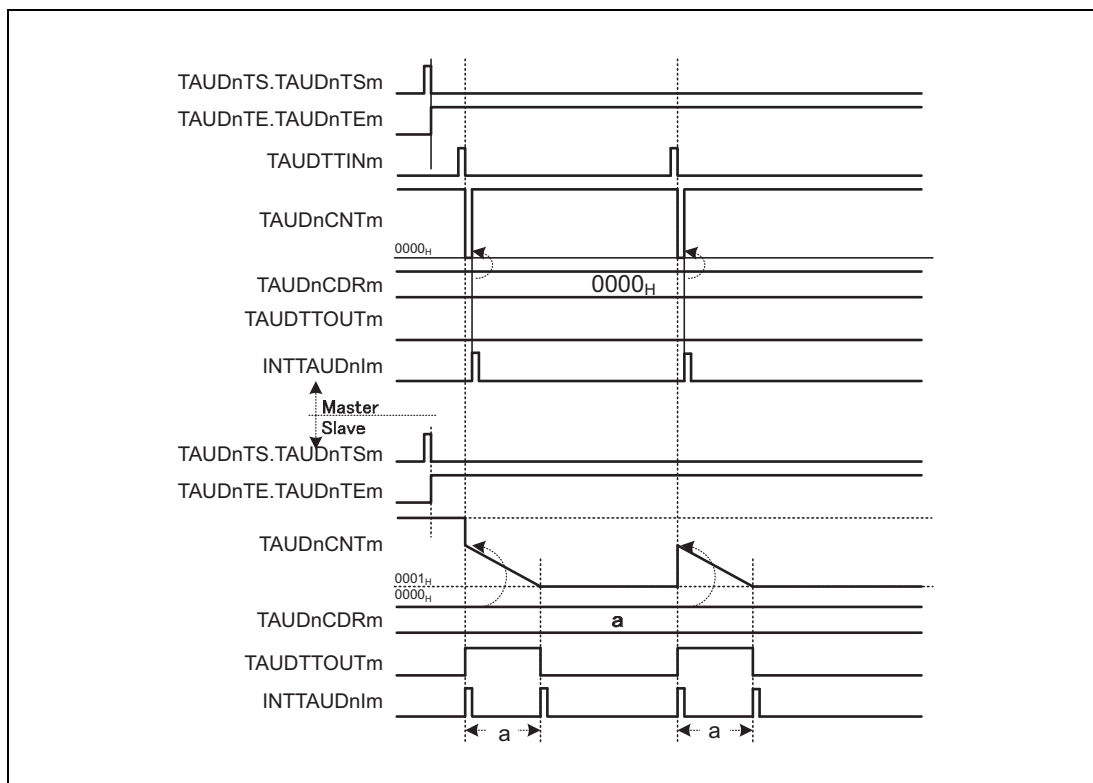 TAUDnTS.TAUDnTSm
TAUDnTE.TAUDnTEm
TAUDTTINm
TAUDnCNTm
0000H
TAUDnCDRm
0000H
TAUDTTOUTm
INTTAUDnIm
Master
Slave
TAUDnTS.TAUDnTSm
TAUDnTE.TAUDnTEm
TAUDnCNTm
0001H
0000H
TAUDnCDRm
a
TAUDTTOUTm
INTTAUDnIm
a
a